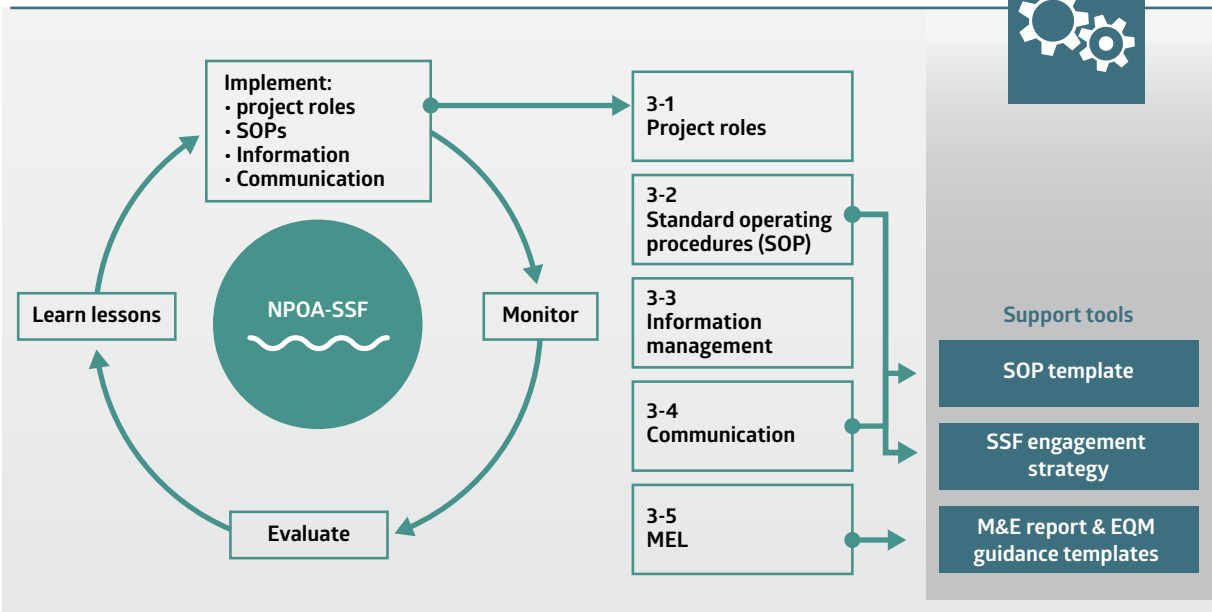 Implement:
· project roles
· SOPs
· Information
· Communication
NPOA-SSF
Learn lessons
Monitor
Evaluate
3-1
Project roles
3-2
Standard operating
procedures (SOP)
3-3
Information
management
3-4
Communication
3-5
MEL
Support tools
SOP template
SSF engagement
strategy
M&E report & EQM
guidance templates